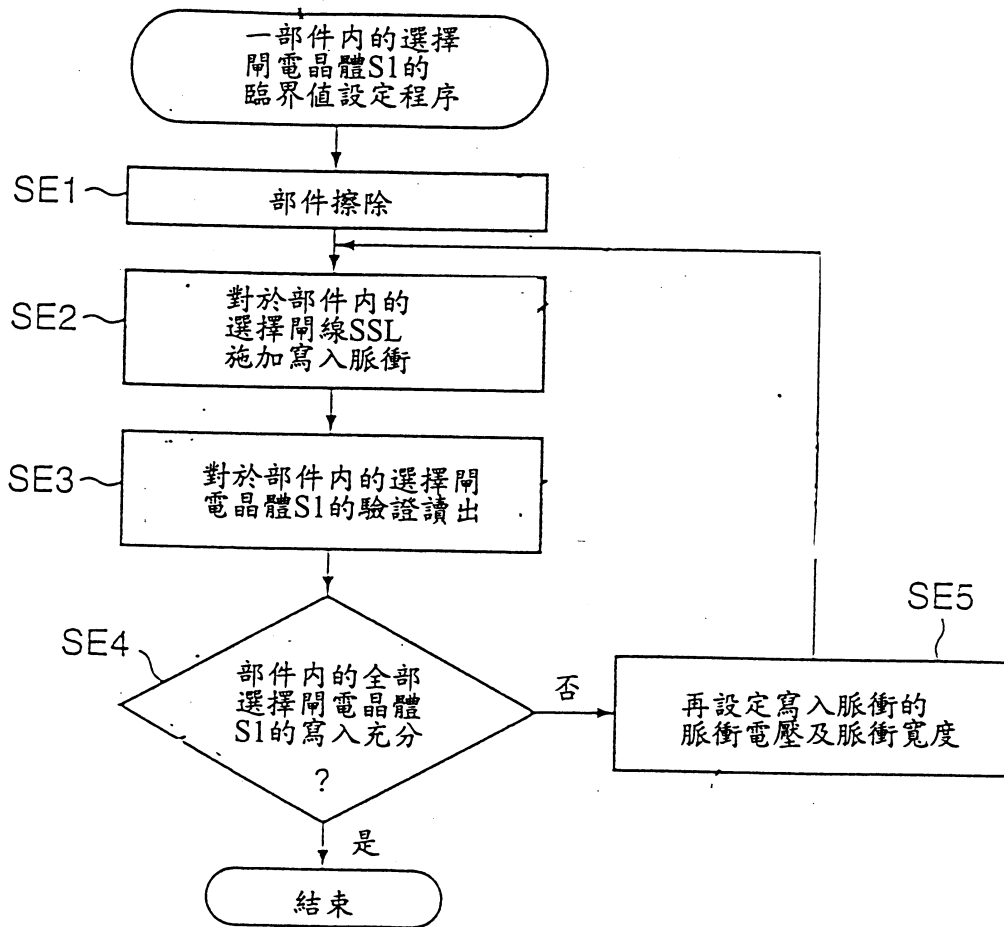 一部件內的選擇
閘電晶體S1的
臨界值設定程序
SE1
部件擦除
SE2
對於部件內的
選擇閘線SSL
施加寫入脈衝
SE3
對於部件內的選擇閘
電晶體S1的驗證讀出
SE4
部件內的全部
選擇閘電晶體
S1的寫入充分
?
否
SE5
再設定寫入脈衝的
脈衝電壓及脈衝寬度
是
結束